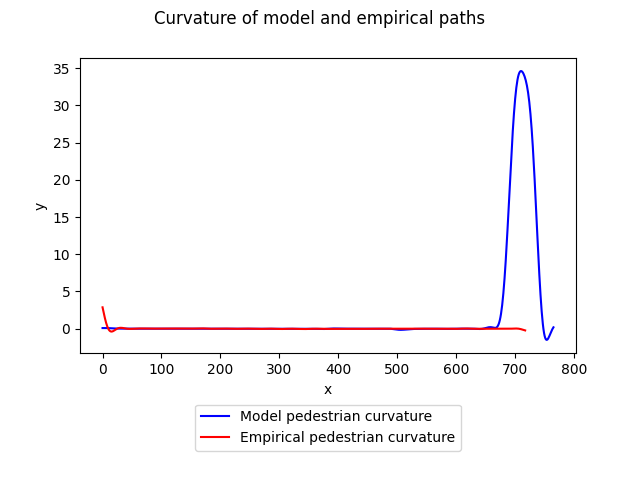 Curvature of model and empirical paths
35
30
25
20
15
10
5
0
y
0 100 200 300 400 500 600 700 800
x
Model pedestrian curvature
Empirical pedestrian curvature